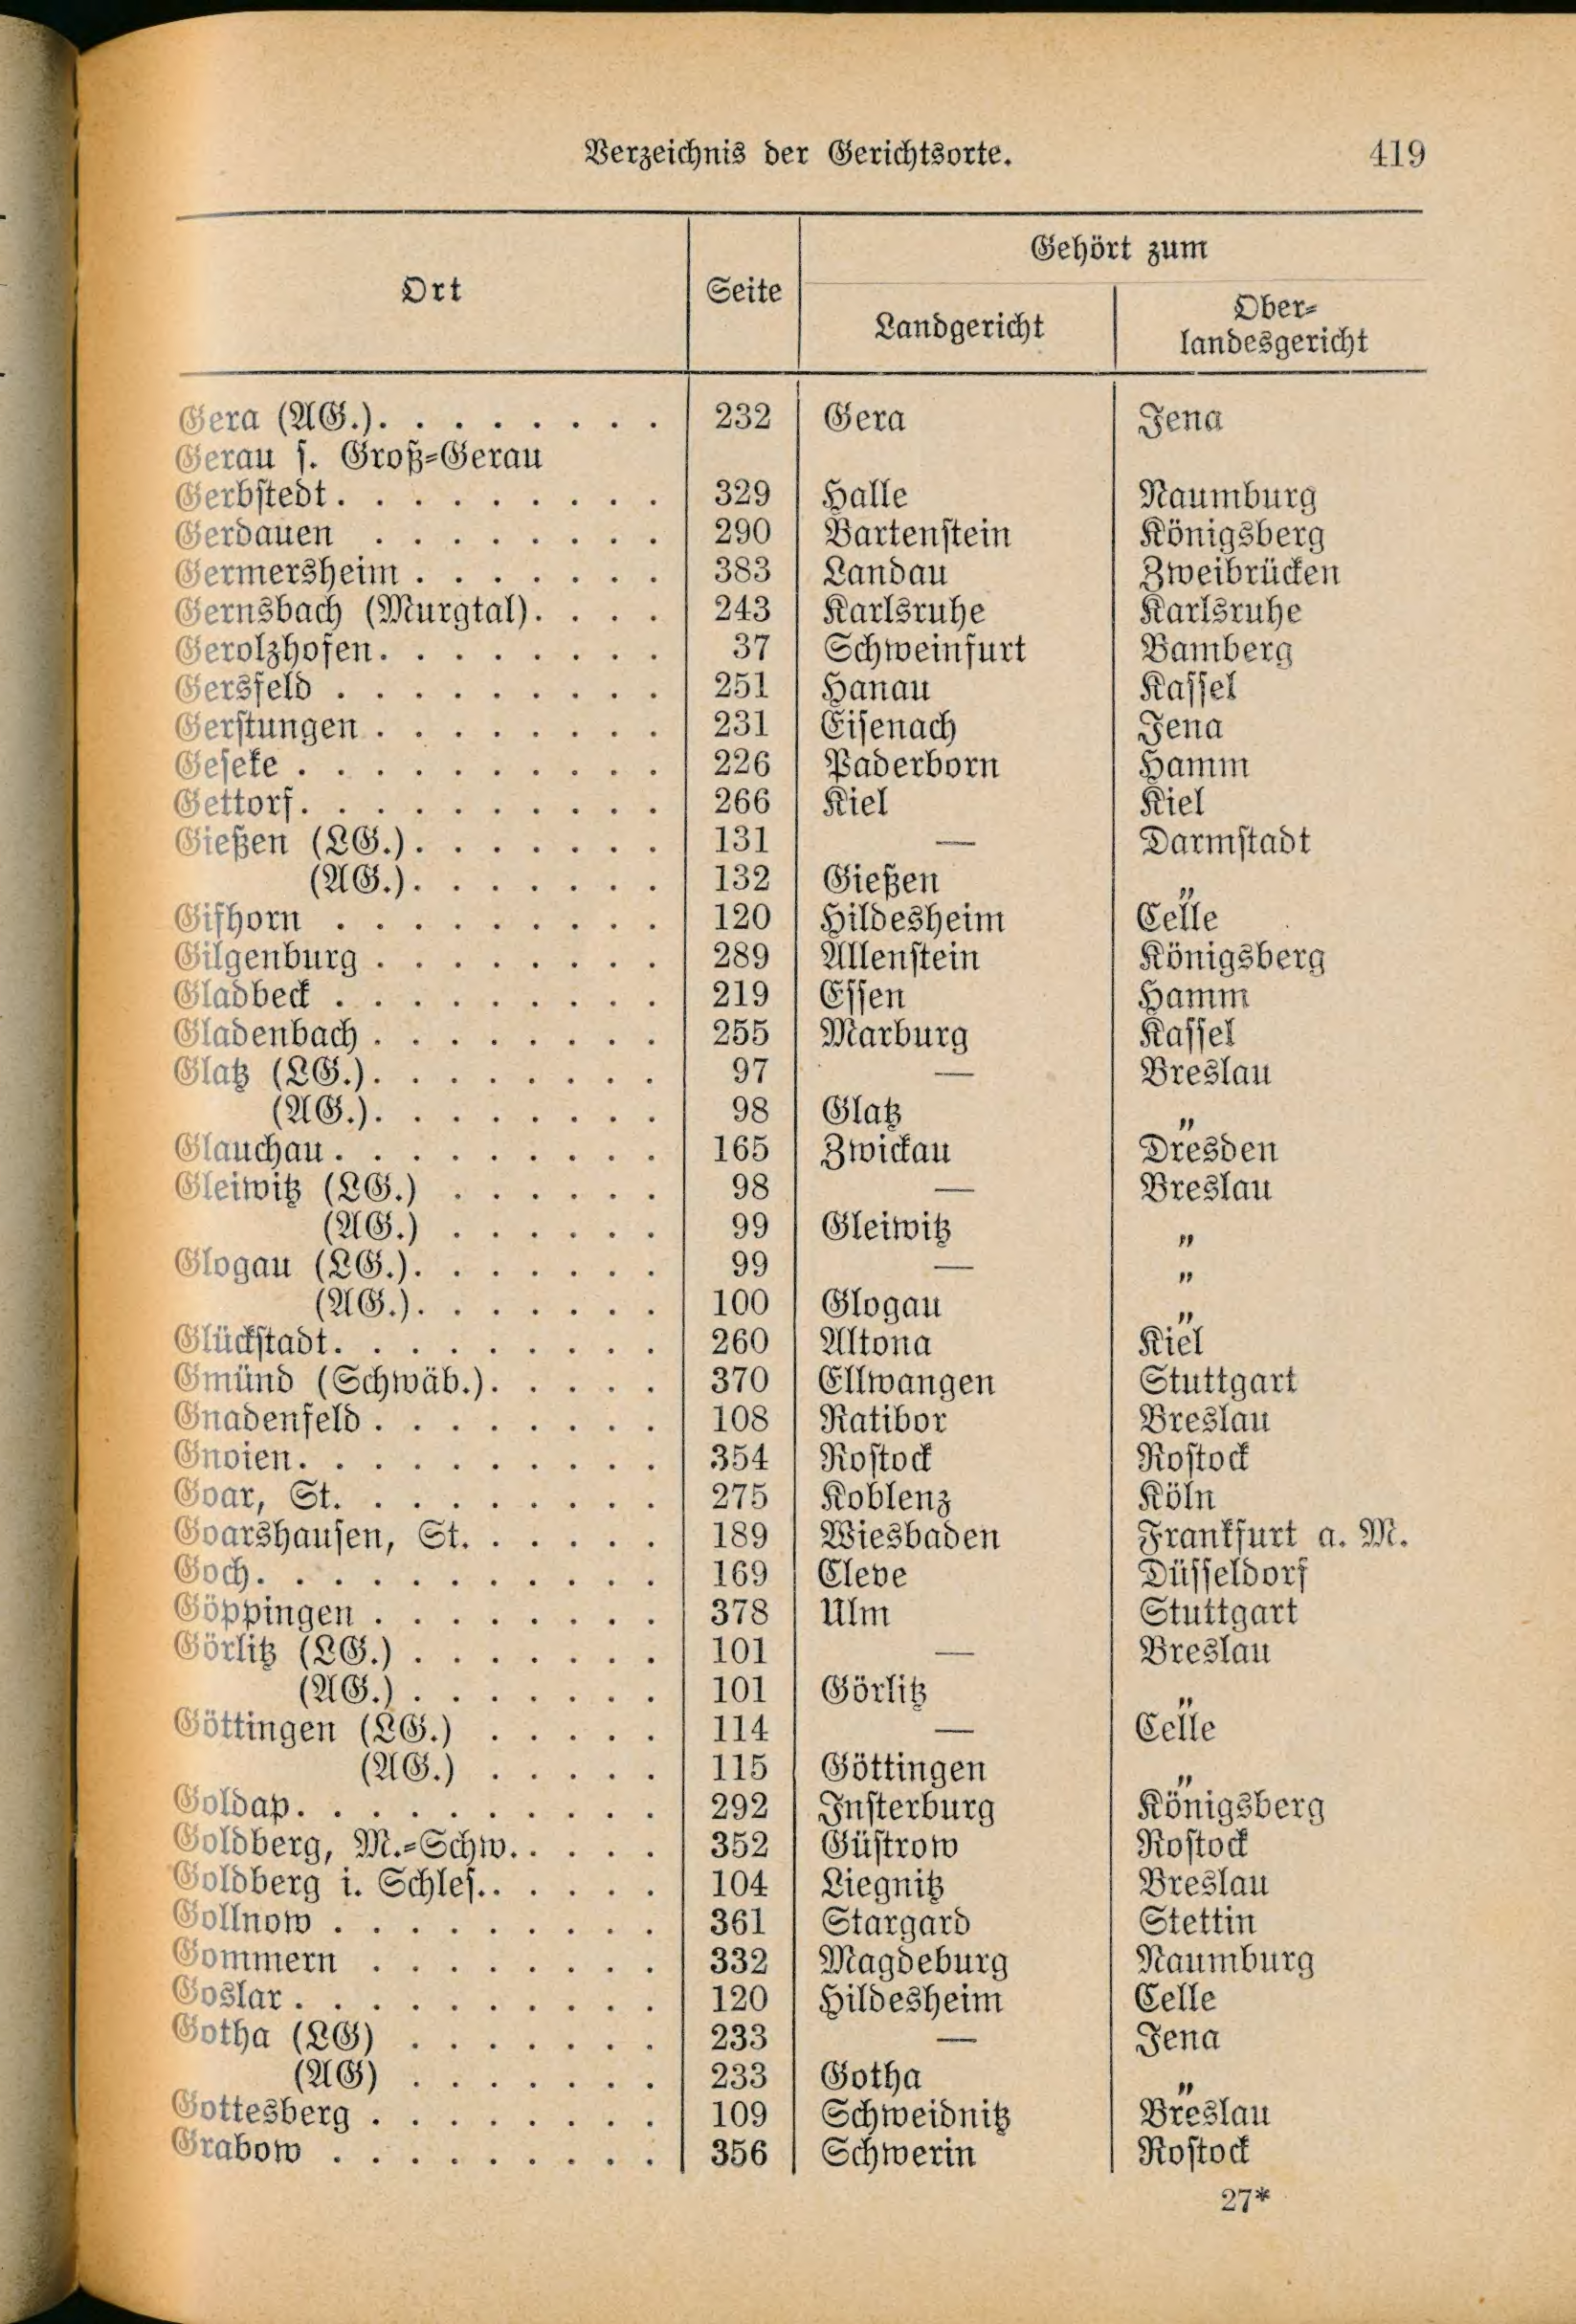 Verzeichnis der Gerichtsorte. 419
Ort Seite Gehört zum
Landgericht Ober-
landesgericht
Gera (AG.). . . . . . . . 232 Gera Jena
Gerau s. Groß-Gerau
Gerbstedt. . . . . . . . . 329 Halle Naumburg
Gerdauen . . . . . . . . 290 Bartenstein Königsberg
Germersheim . . . . . . . 383 Landau Zweibrücken
Gernsbach (Murgtal). . . . 243 Karlsruhe Karlsruhe
Gerolzhofen. . . . . . . . 37 Schweinfurt Bamberg
Gersfeld . . . . . . . . . 251 Hanau Kassel
Gerstungen . . . . . . . . 231 Eisenach Jena
Geseke . . . . . . . . . . 226 Paderborn Hamm
Gettorf. . . . . . . . . . 266 Kiel Kiel
Gießen (LG.). . . . . . . 131 — Darmstadt
(AG.). . . . . . . 132 Gießen „
Gifhorn . . . . . . . . . 120 Hildesheim Celle
Gilgenburg . . . . . . . . 289 Allenstein Königsberg
Gladbeck . . . . . . . . . 219 Essen Hamm
Gladenbach . . . . . . . . 255 Marburg Kassel
Glatz (LG.). . . . . . . . 97 — Breslau
(AG.). . . . . . . . 98 Glatz „
Glauchau. . . . . . . . . 165 Zwickau Dresden
Gleiwitz (LG.) . . . . . . 98 — Breslau
(AG.) . . . . . . 99 Gleiwitz „
Glogau (LG.). . . . . . . 99 — „
(AG.). . . . . . . 100 Glogau „
Glückstadt. . . . . . . . . 260 Altona Kiel
Gmünd (Schwäb.). . . . . 370 Ellwangen Stuttgart
Gnadenfeld . . . . . . . . 108 Ratibor Breslau
Gnoien. . . . . . . . . . 354 Rostock Rostock
Goar, St. . . . . . . . . 275 Koblenz Köln
Goarshausen, St. . . . . . 189 Wiesbaden Frankfurt a. M.
Goch. . . . . . . . . . . 169 Cleve Düsseldorf
Göppingen . . . . . . . . 378 Ulm Stuttgart
Görlitz (LG.) . . . . . . . 101 — Breslau
(AG.) . . . . . . . 101 Görlitz „
Göttingen (LG.) . . . . . 114 — Celle
(AG.) . . . . . 115 Göttingen „
Goldap. . . . . . . . . . 292 Insterburg Königsberg
Goldberg, M.-Schw. . . . . 352 Güstrow Rostock
Goldberg i. Schles.. . . . . 104 Liegnitz Breslau
Gollnow . . . . . . . . . 361 Stargard Stettin
Gommern . . . . . . . . 332 Magdeburg Naumburg
Goslar . . . . . . . . . . 120 Hildesheim Celle
Gotha (LG) . . . . . . . 233 — Jena
(AG) . . . . . . . 233 Gotha „
Gottesberg . . . . . . . . 109 Schweidnitz Breslau
Grabow . . . . . . . . . 356 Schwerin Rostock
27*